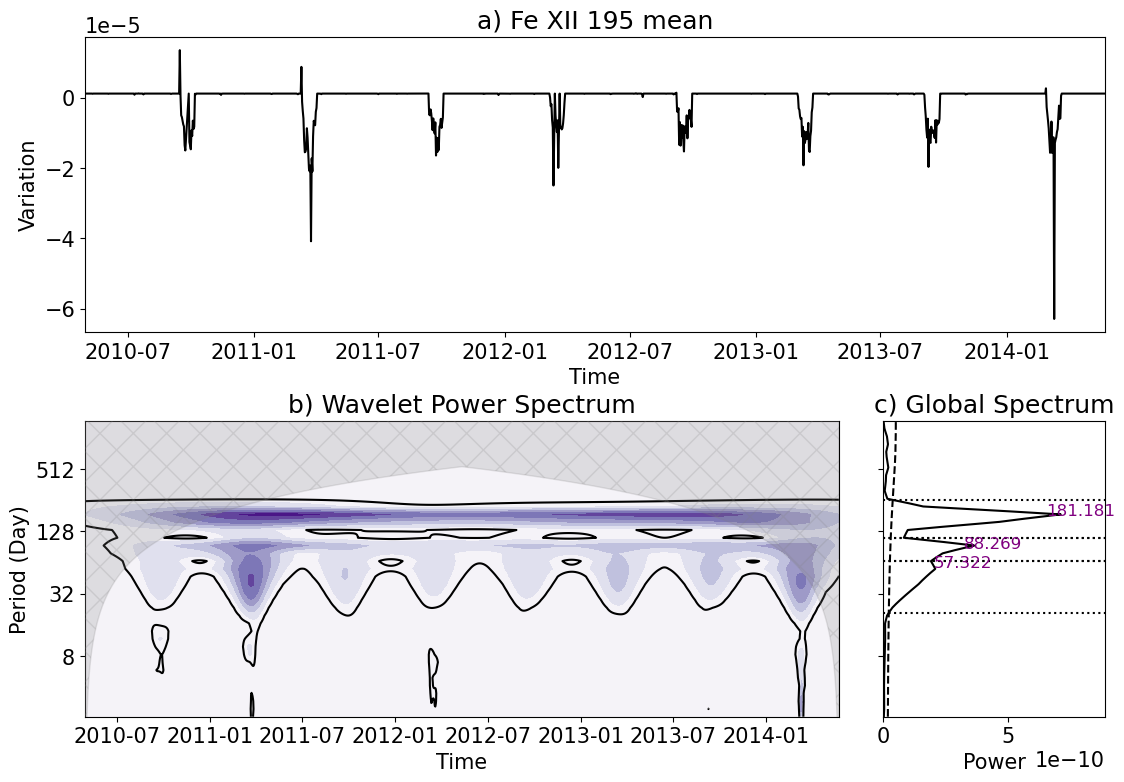 a) Fe XII 195 mean
1e−5
0
−2
−4
−6
Variation
2010-07 2011-01 2011-07 2012-01 2012-07 2013-01 2013-07 2014-01
Time
b) Wavelet Power Spectrum
512
128
32
8
Period (Day)
2010-07 2011-01 2011-07 2012-01 2012-07 2013-01 2013-07 2014-01
Time
c) Global Spectrum
181.181
88.269
57.322
0 5
Power 1e−10